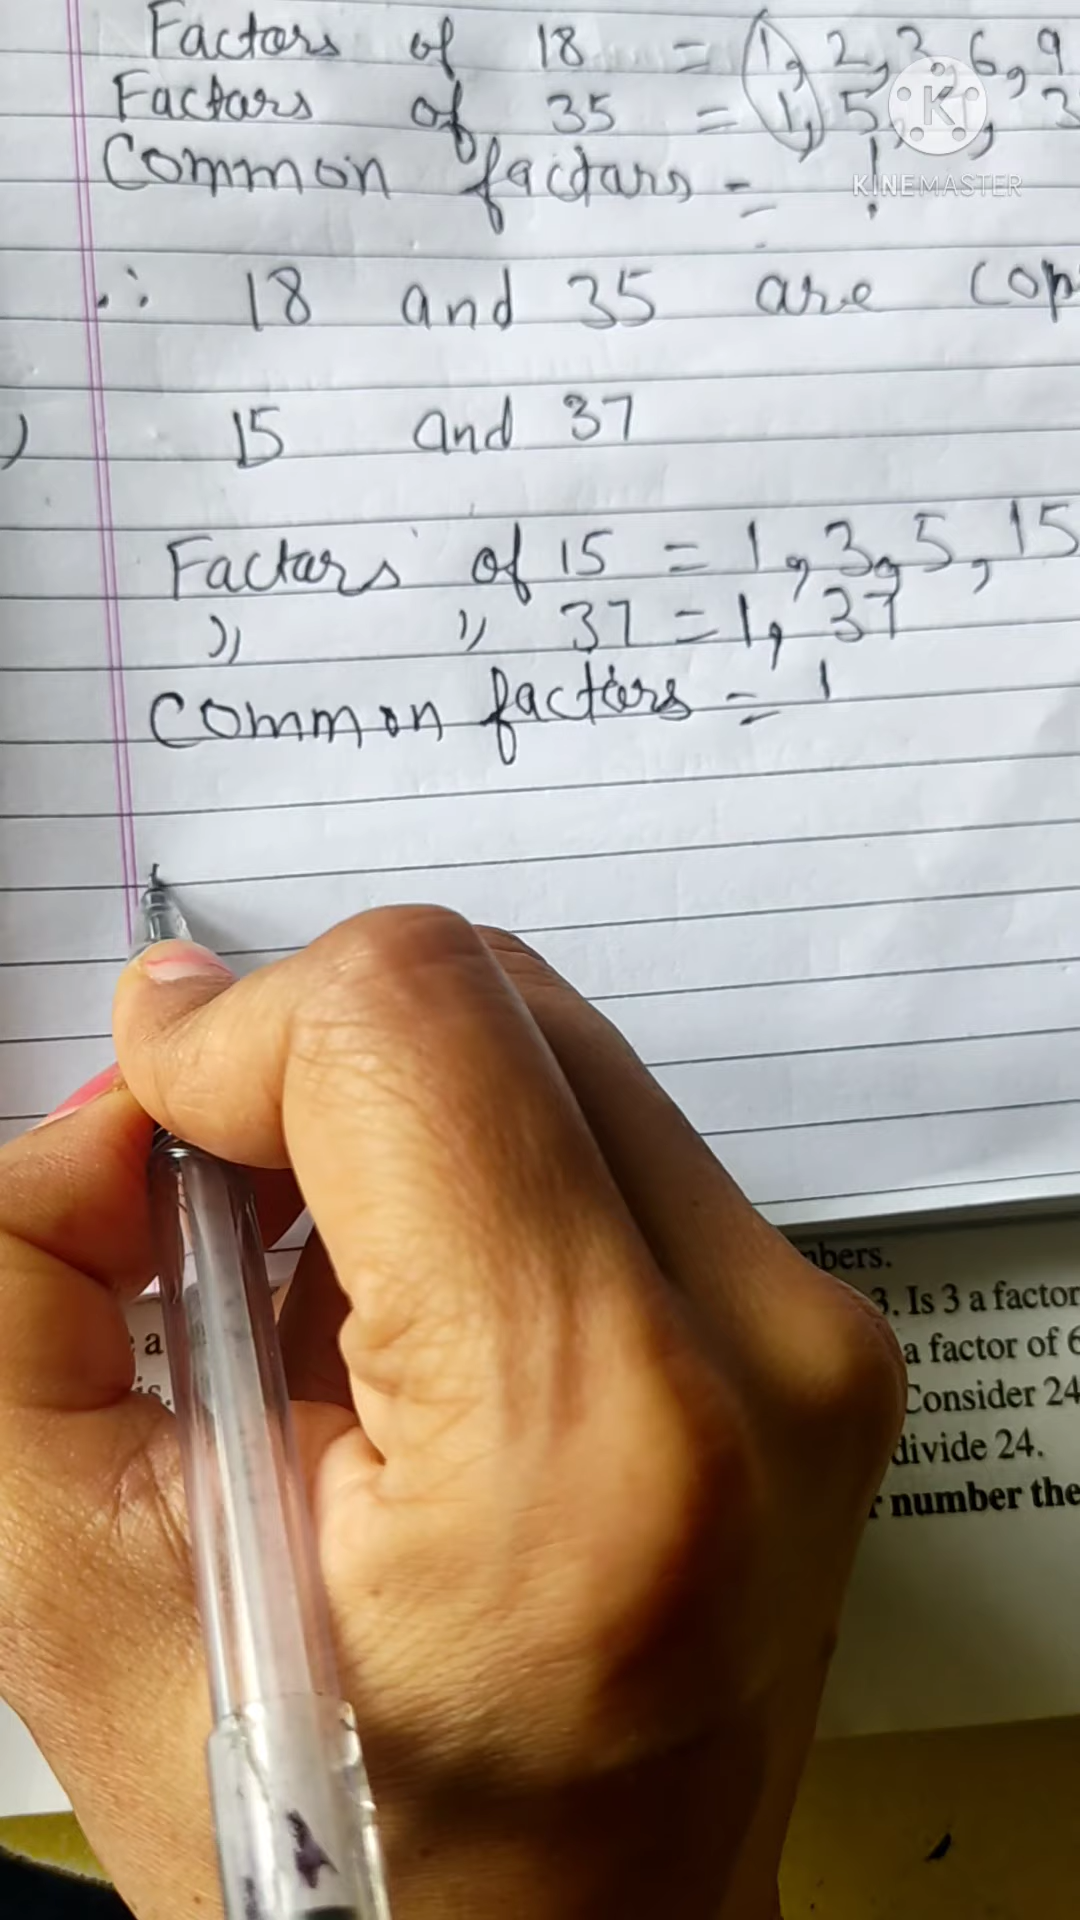 Factors of 18 = 1, 2, 3, 6, 9
Factors of 35 = 1, 5,
Common factors = 1
K
KINEMASTER
∴ 18 and 35 are cop
) 15 and 37
Factors of 15 = 1, 3, 5, 15
" " 37 = 1, 37
Common factors = 1
3. Is 3 a factor
a factor of 6
Consider 24
divide 24.
number the
a